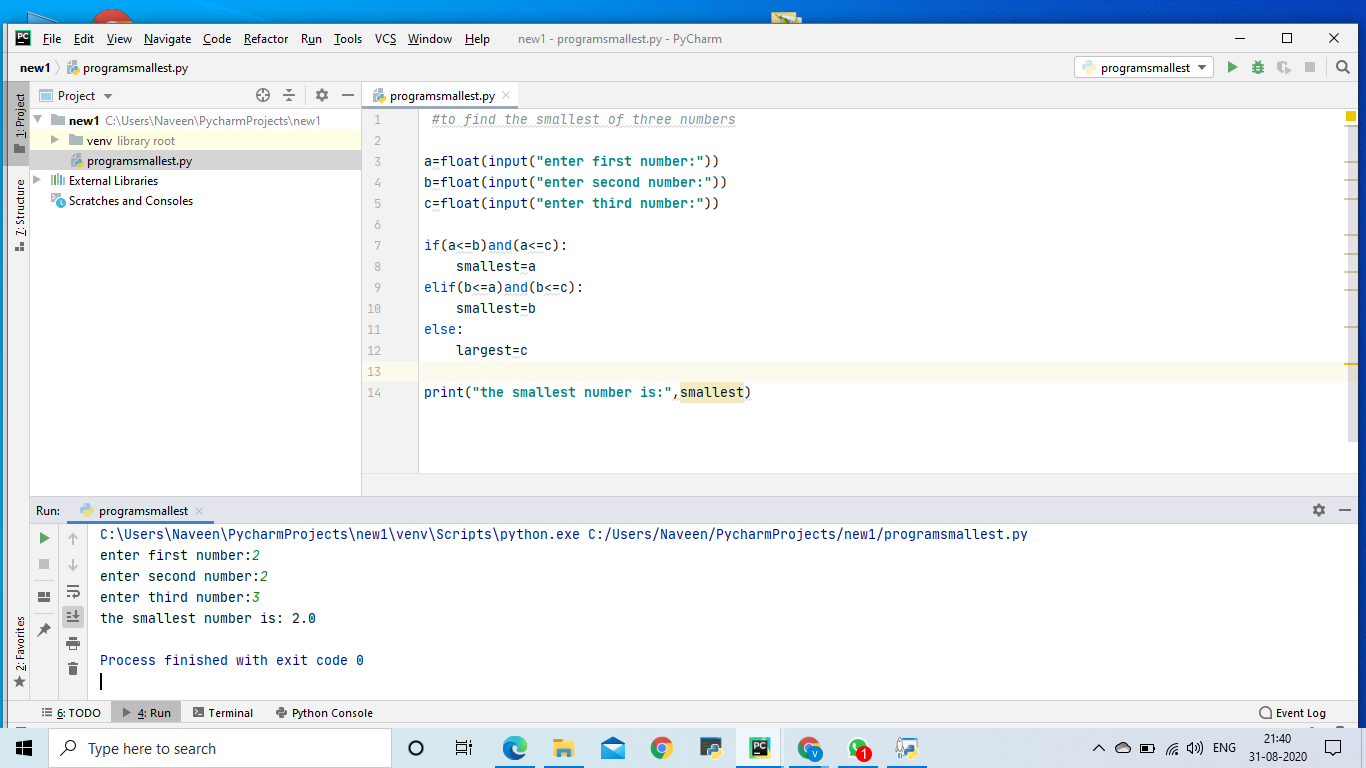 File Edit View Navigate Code Refactor Run Tools VCS Window Help new1 - programsmallest.py - PyCharm
new1 programsmallest.py programsmallest
1: Project
Project
programsmallest.py
new1 C:\Users\Naveen\PycharmProjects\new1
venv library root
programsmallest.py
External Libraries
Scratches and Consoles
7: Structure
1 #to find the smallest of three numbers
2
3 a=float(input("enter first number:"))
4 b=float(input("enter second number:"))
5 c=float(input("enter third number:"))
6
7 if(a<=b)and(a<=c):
8 smallest=a
9 elif(b<=a)and(b<=c):
10 smallest=b
11 else:
12 largest=c
13
14 print("the smallest number is:",smallest)
Run: programsmallest
C:\Users\Naveen\PycharmProjects\new1\venv\Scripts\python.exe C:/Users/Naveen/PycharmProjects/new1/programsmallest.py
enter first number:2
enter second number:2
enter third number:3
the smallest number is: 2.0
Process finished with exit code 0
2: Favorites
6: TODO 4: Run Terminal Python Console Event Log
Type here to search
PC
V
1
ENG
21:40
31-08-2020